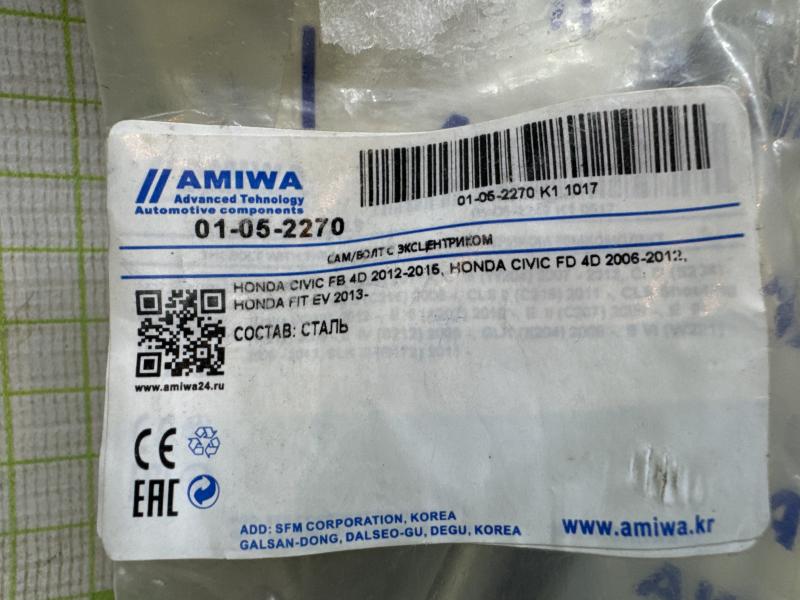 AMIWA
Advanced Tehnology
Automotive components
01-05-2270 K1 1017
01-05-2270
CAM/БОЛТ С ЭКСЦЕНТРИКОМ
HONDA CIVIC FB 4D 2012-2015, HONDA CIVIC FD 4D 2006-2012,
HONDA FIT EV 2013-
СОСТАВ: СТАЛЬ
www.amiwa24.ru
CE
EAC
ADD: SFM CORPORATION, KOREA
GALSAN-DONG, DALSEO-GU, DEGU, KOREA
www.amiwa.kr